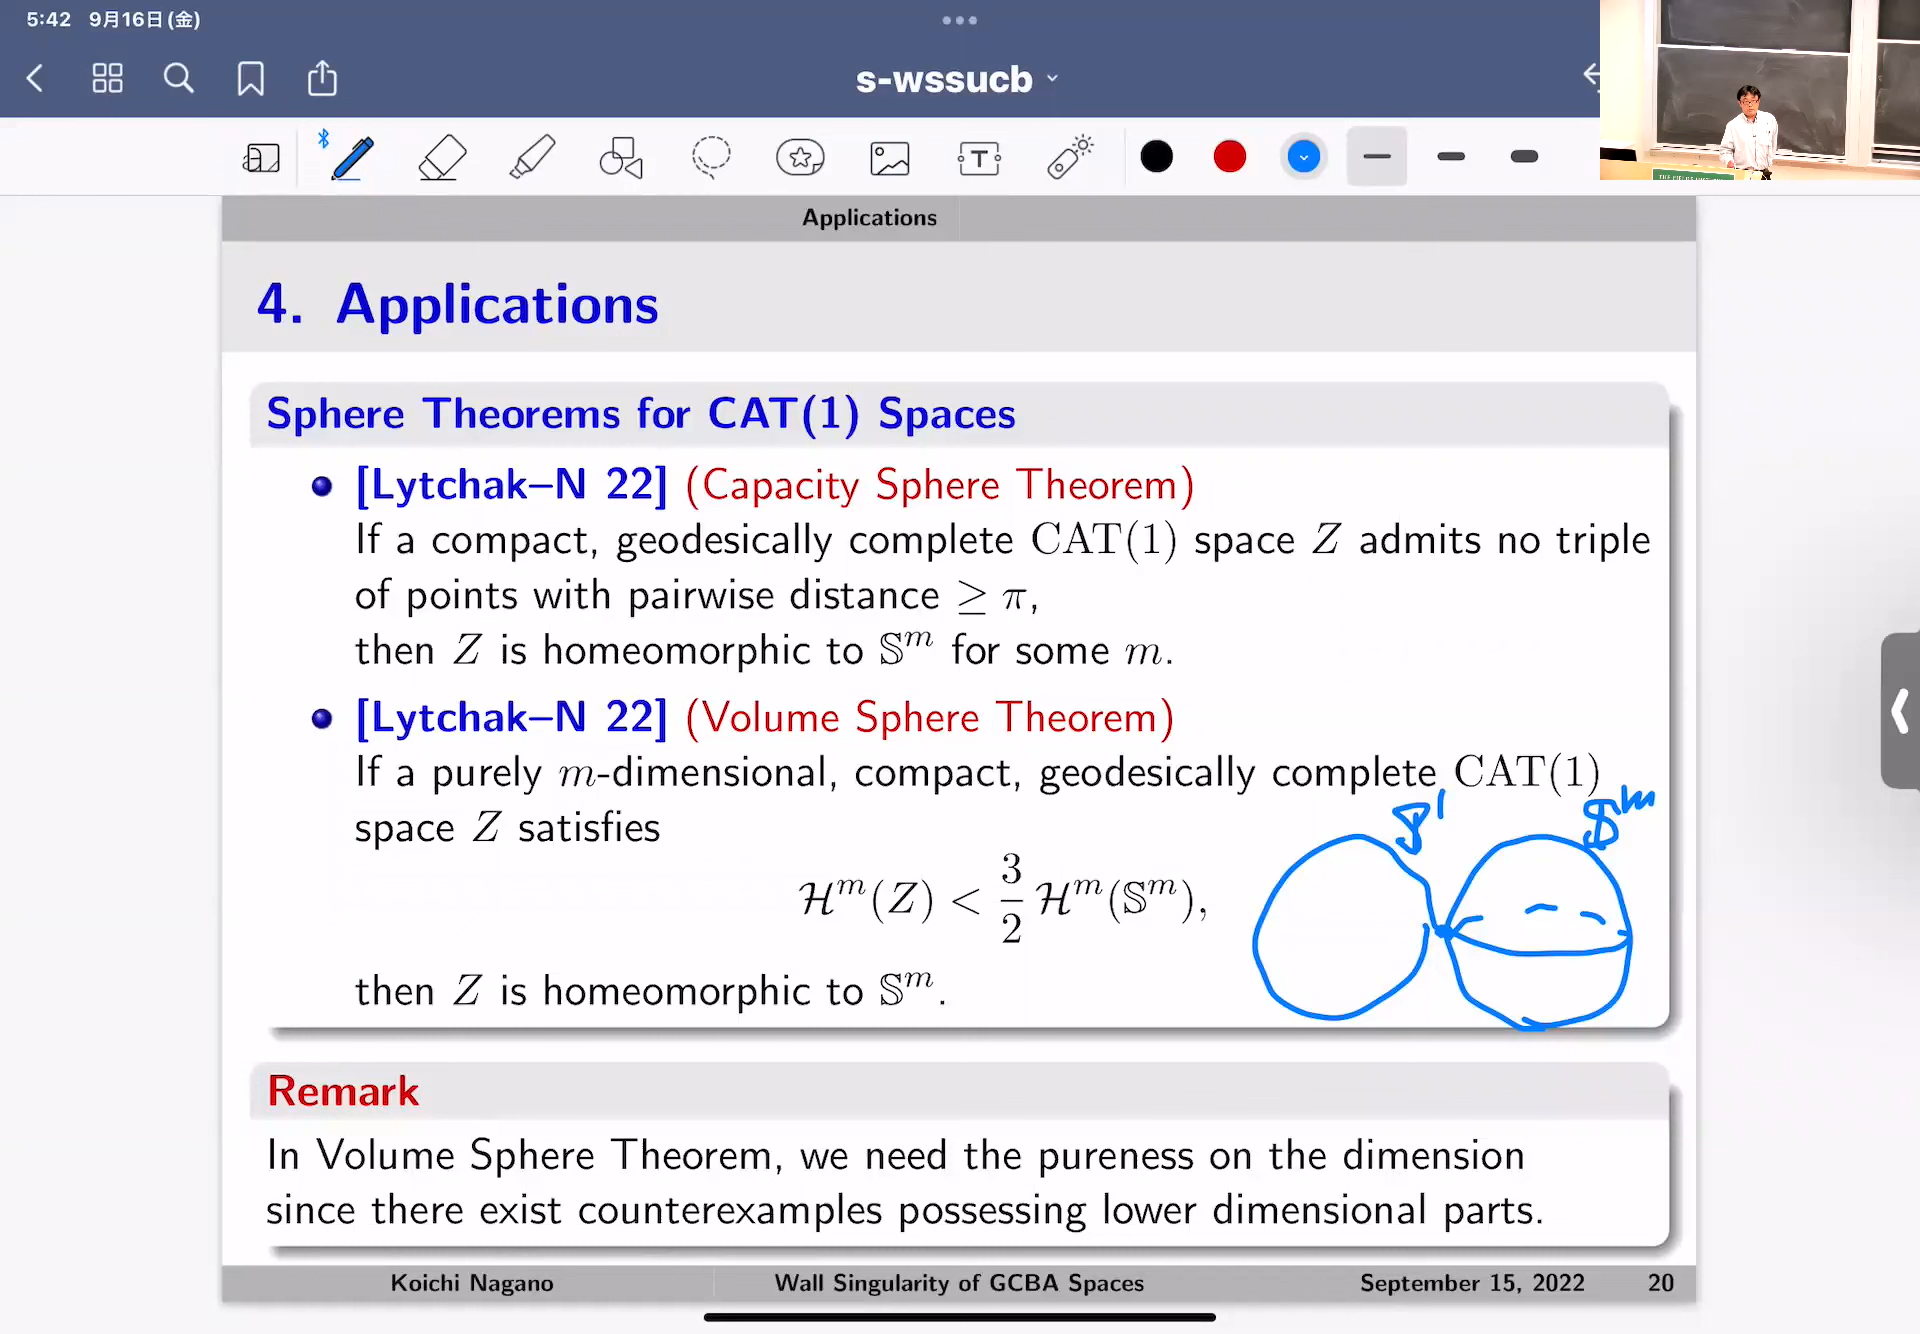 5:42 9月16日(金)
s-wssucb
Applications
4. Applications
Sphere Theorems for CAT(1) Spaces
[Lytchak–N 22] (Capacity Sphere Theorem)
If a compact, geodesically complete CAT(1) space Z admits no triple
of points with pairwise distance ≥ π,
then Z is homeomorphic to 𝕊^m for some m.
[Lytchak–N 22] (Volume Sphere Theorem)
If a purely m-dimensional, compact, geodesically complete CAT(1)
space Z satisfies
ℋ^m(Z) < 3/2 ℋ^m(𝕊^m),
then Z is homeomorphic to 𝕊^m.
𝕊^1
𝕊^m
Remark
In Volume Sphere Theorem, we need the pureness on the dimension
since there exist counterexamples possessing lower dimensional parts.
Koichi Nagano Wall Singularity of GCBA Spaces September 15, 2022 20